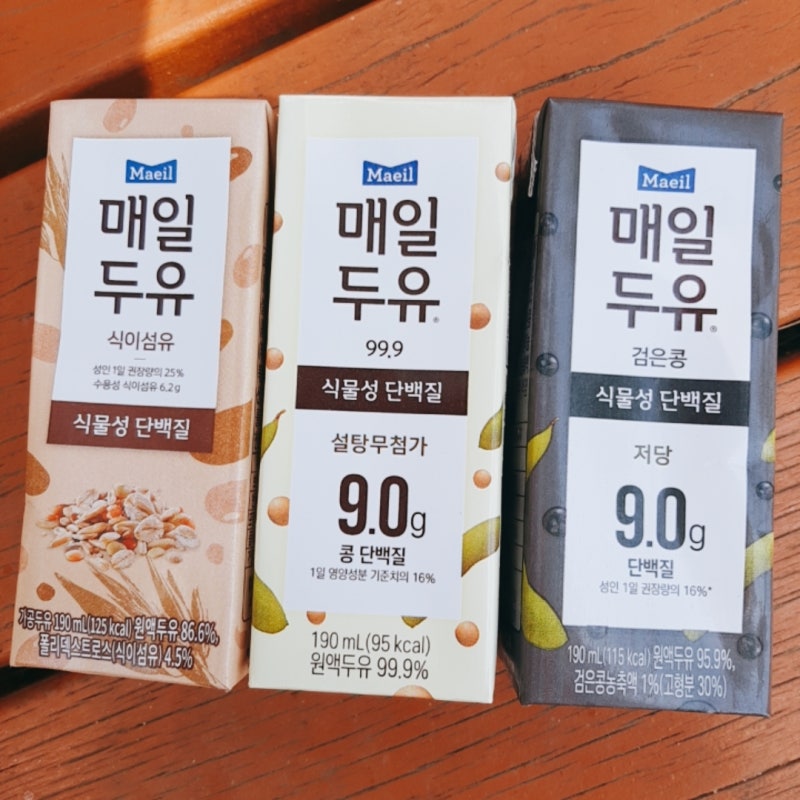 Maeil
매일
두유
식이섬유
성인 1일 권장량의 25%
수용성 식이섬유 6.2g
식물성 단백질
가공두유 190 mL(125 kcal) 원액두유 86.6%,
폴리덱스트로스(식이섬유) 4.5%
Maeil
매일
두유®
99.9
식물성 단백질
설탕무첨가
9.0g
콩 단백질
1일 영양성분 기준치의 16%
190 mL(95 kcal)
원액두유 99.9%
Maeil
매일
두유®
검은콩
식물성 단백질
저당
9.0g
단백질
성인 1일 권장량의 16%*
190 mL(115 kcal) 원액두유 95.9%,
검은콩농축액 1%(고형분 30%)